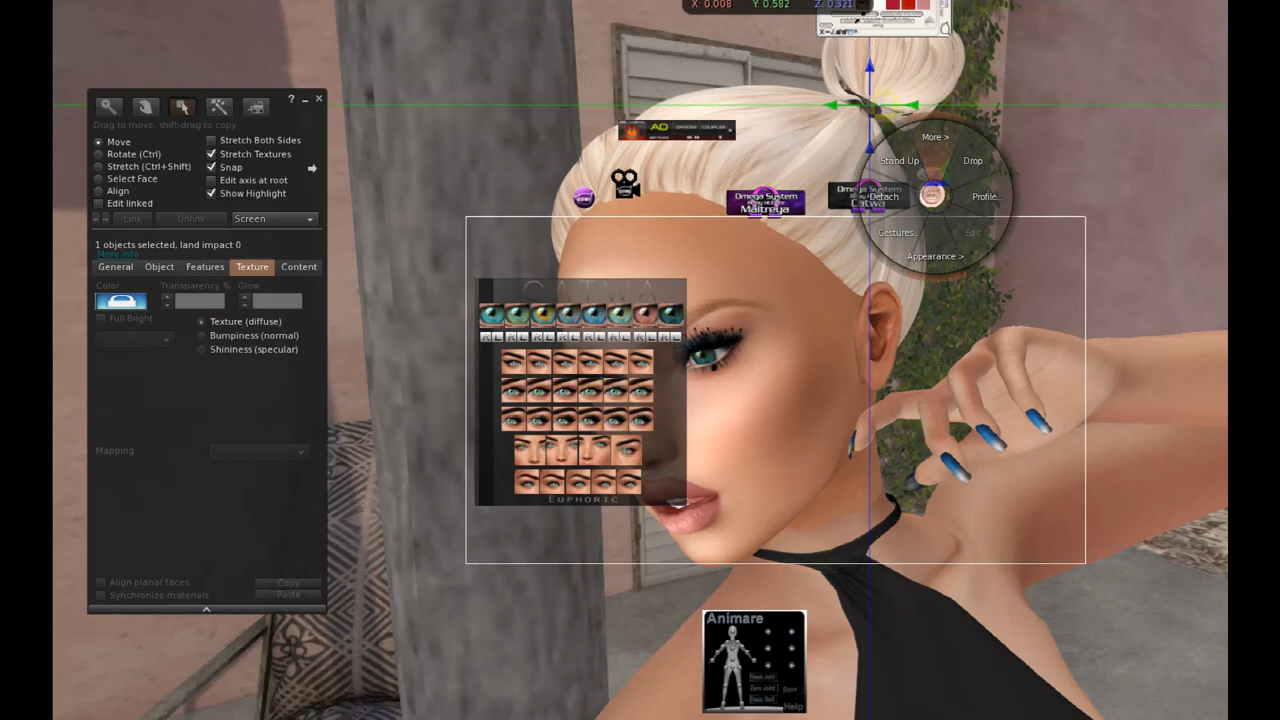 X: 0.008 Y: 0.582 Z: 0.321
? _ ×
Drag to move, shift-drag to copy
Move
Rotate (Ctrl)
Stretch (Ctrl+Shift)
Select Face
Align
Edit linked
Stretch Both Sides
Stretch Textures
Snap
Edit axis at root
Show Highlight
Link
Unlink
Screen
1 objects selected, land impact 0
More info
General Object Features Texture Content
Color Transparency % Glow
Full Bright
Texture (diffuse)
Bumpiness (normal)
Shininess (specular)
Mapping
Align planar faces
Synchronize materials
Copy
Paste
AO
Omega System
Maitreya
Omega System
Catwa
More >
Stand Up
Drop
Detach
Profile...
Gestures...
Edit
Appearance >
CATWA
R L R L R L R L R L R L R L R L
EUPHORIC
Animare
Help